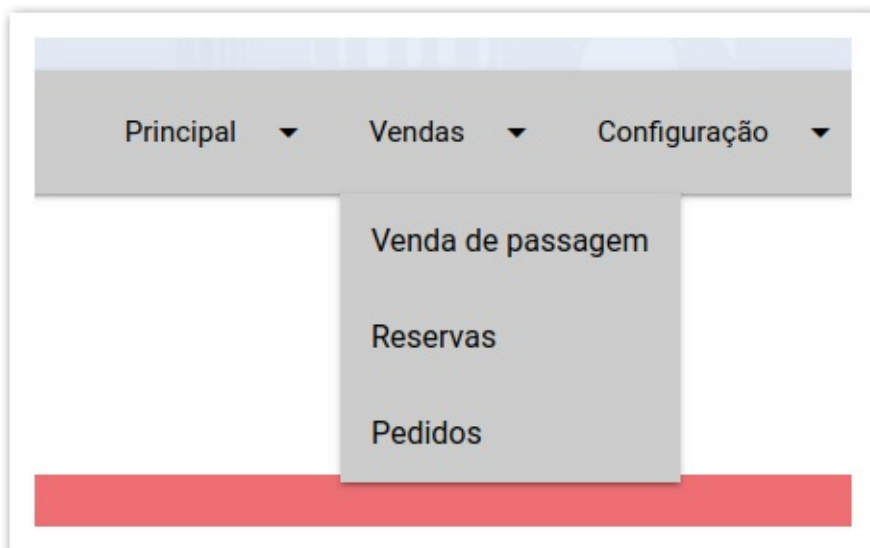 Principal Vendas Configuração
Venda de passagem
Reservas
Pedidos